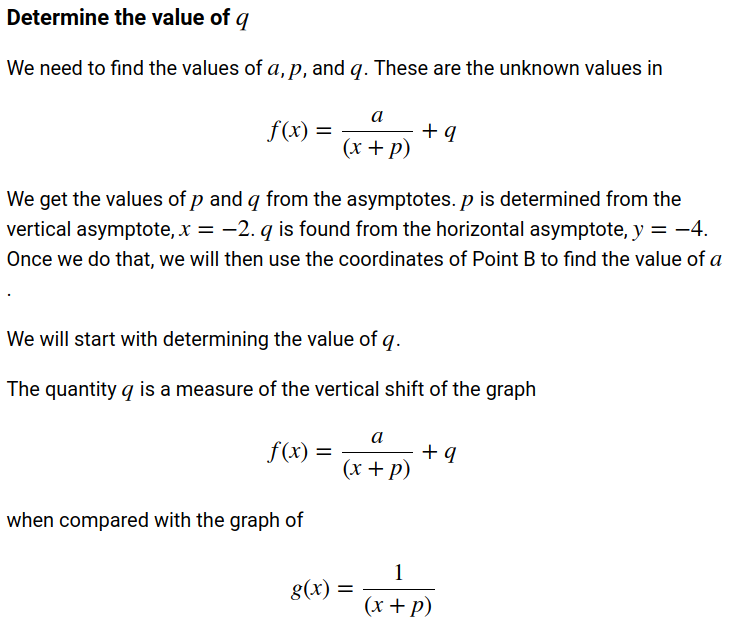 Determine the value of q
We need to find the values of a, p, and q. These are the unknown values in
f(x) = a/(x + p) + q
We get the values of p and q from the asymptotes. p is determined from the
vertical asymptote, x = −2. q is found from the horizontal asymptote, y = −4.
Once we do that, we will then use the coordinates of Point B to find the value of a
.
We will start with determining the value of q.
The quantity q is a measure of the vertical shift of the graph
f(x) = a/(x + p) + q
when compared with the graph of
g(x) = 1/(x + p)